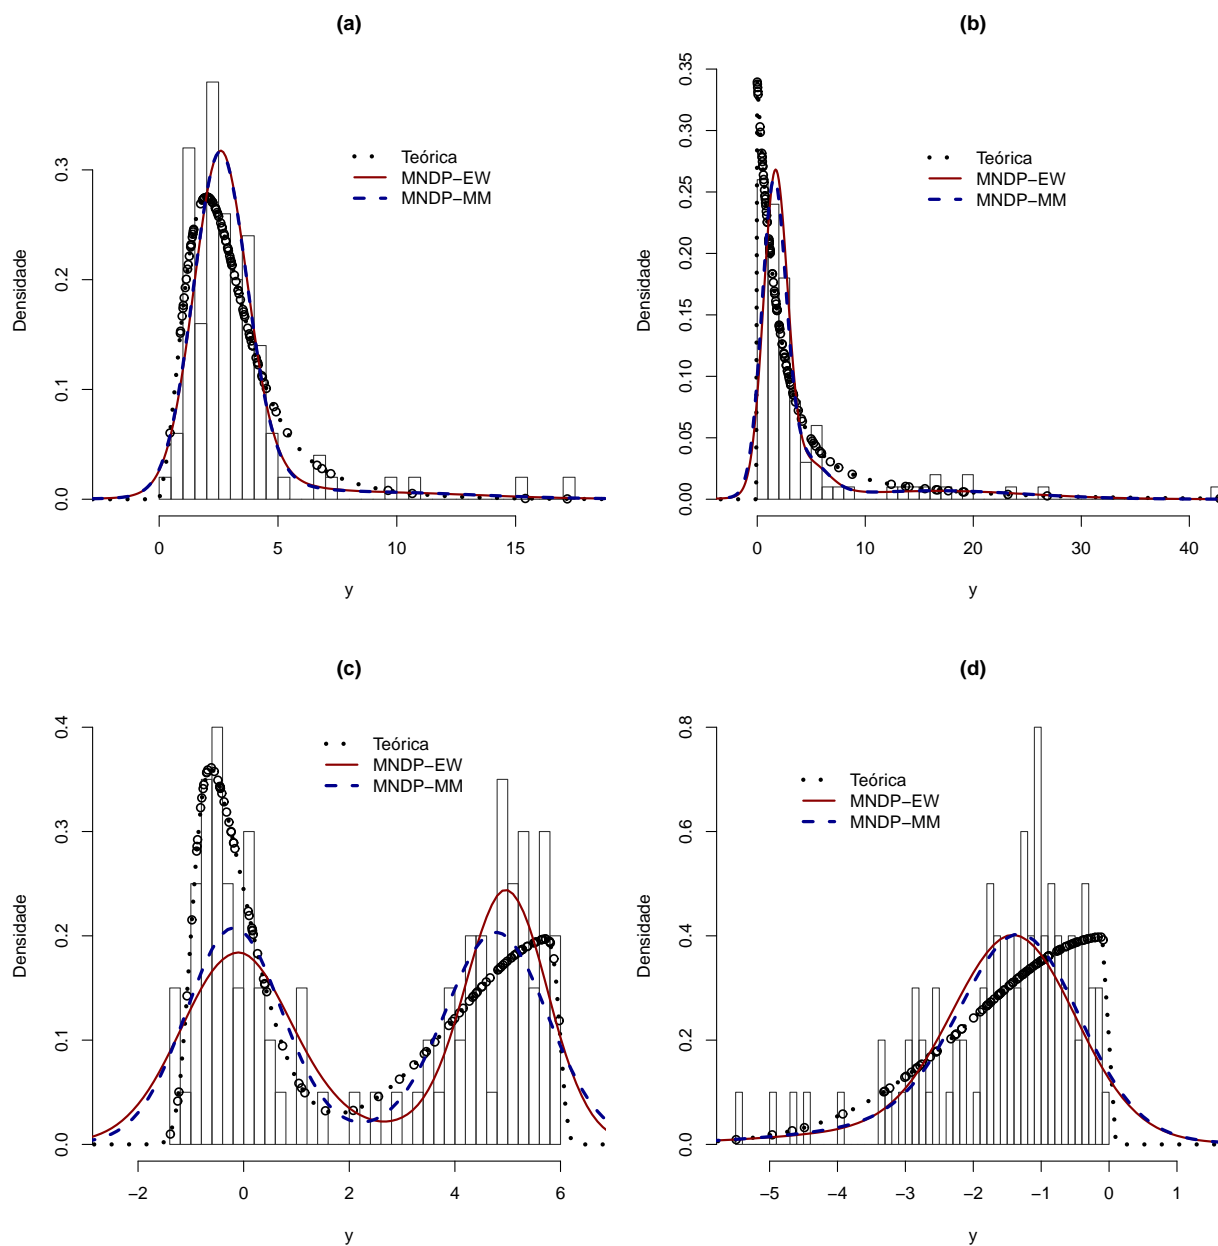 (a)
Densidade
0.0
0.1
0.2
0.3
Teórica
MNDP−EW
MNDP−MM
0
5
10
15
y
(b)
Densidade
0.00
0.05
0.10
0.15
0.20
0.25
0.30
0.35
Teórica
MNDP−EW
MNDP−MM
0
10
20
30
40
y
(c)
Densidade
0.0
0.1
0.2
0.3
0.4
Teórica
MNDP−EW
MNDP−MM
−2
0
2
4
6
y
(d)
Densidade
0.0
0.2
0.4
0.6
0.8
Teórica
MNDP−EW
MNDP−MM
−5
−4
−3
−2
−1
0
1
y